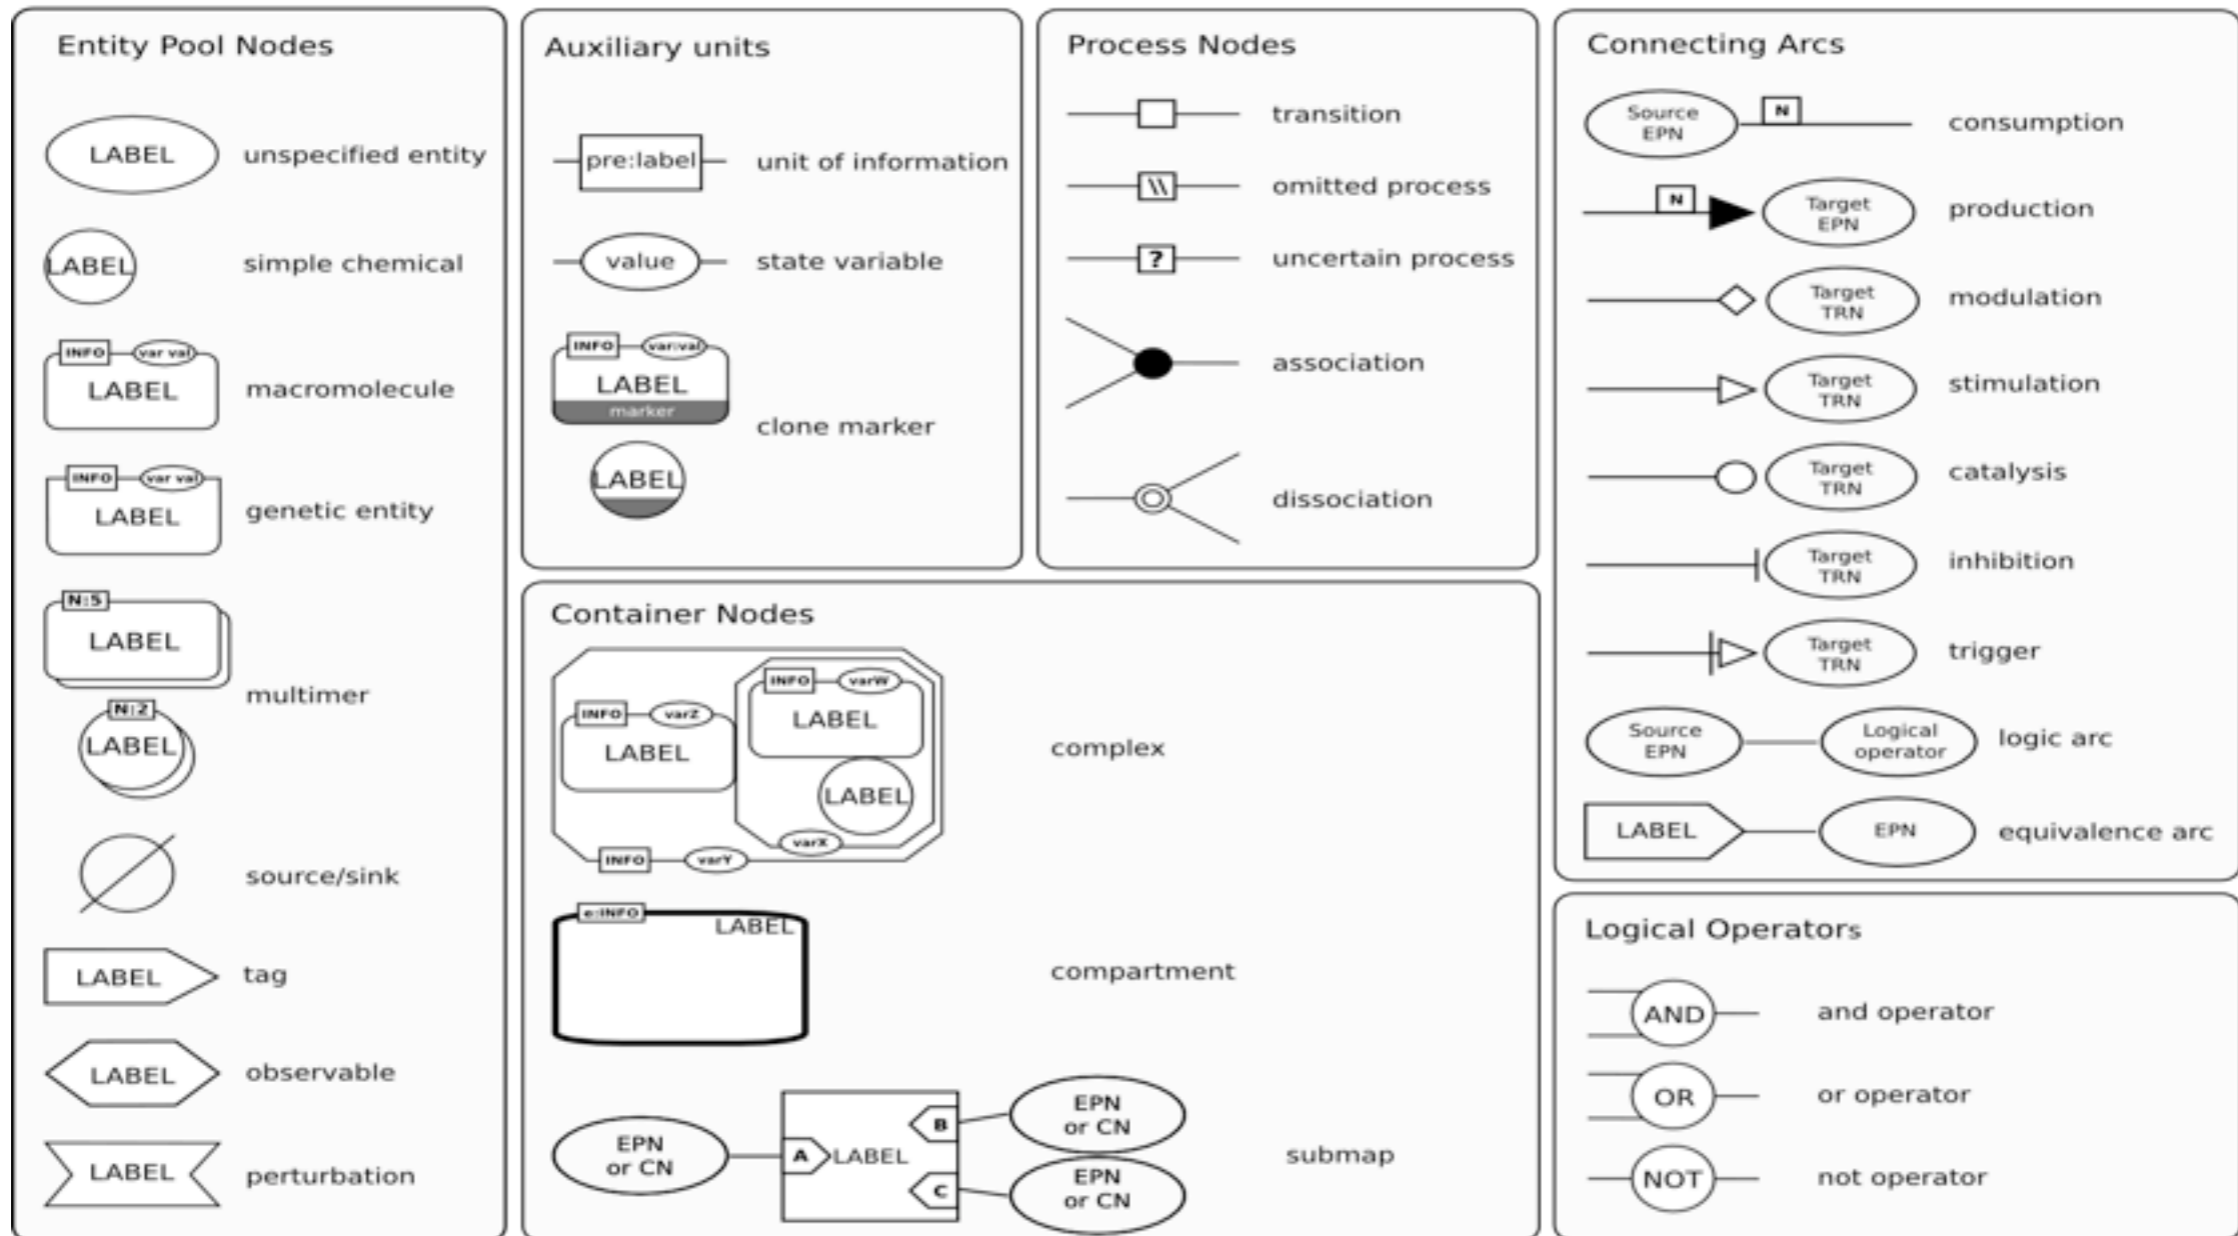 Entity Pool Nodes
LABEL unspecified entity
LABEL simple chemical
INFO var val
LABEL macromolecule
INFO var val
LABEL genetic entity
N:5
LABEL
multimer
N:2
LABEL
source/sink
LABEL tag
LABEL observable
LABEL perturbation
Auxiliary units
pre:label unit of information
value state variable
INFO var:val
LABEL
marker
clone marker
LABEL
Process Nodes
transition
\\ omitted process
? uncertain process
association
dissociation
Container Nodes
INFO varW
LABEL
INFO varZ
LABEL
complex
LABEL
varX
INFO varY
e:INFO
LABEL
compartment
EPN
or CN
A LABEL
B
C
EPN
or CN
EPN
or CN
submap
Connecting Arcs
Source
EPN
N
consumption
N
Target
EPN
production
Target
TRN
modulation
Target
TRN
stimulation
Target
TRN
catalysis
Target
TRN
inhibition
Target
TRN
trigger
Source
EPN
Logical
operator
logic arc
LABEL EPN equivalence arc
Logical Operators
AND and operator
OR or operator
NOT not operator